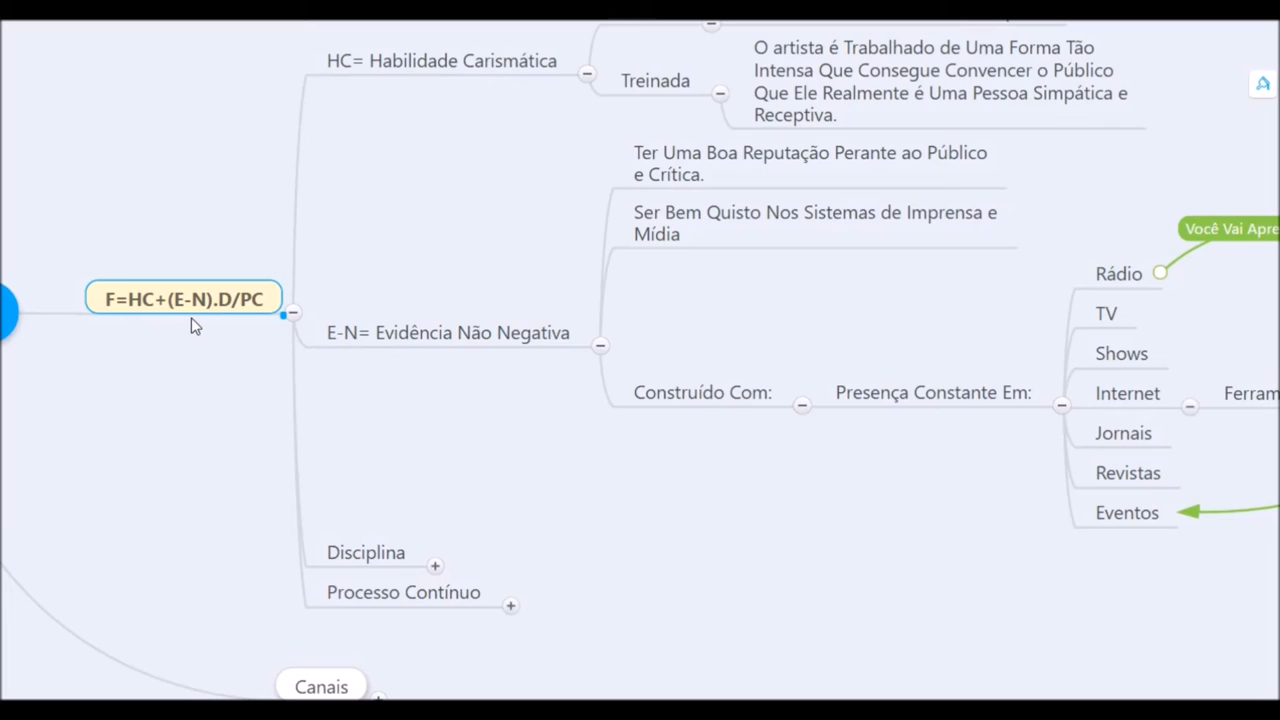 HC= Habilidade Carismática
Treinada
O artista é Trabalhado de Uma Forma Tão
Intensa Que Consegue Convencer o Público
Que Ele Realmente é Uma Pessoa Simpática e
Receptiva.
Ter Uma Boa Reputação Perante ao Público
e Crítica.
Ser Bem Quisto Nos Sistemas de Imprensa e
Mídia
Você Vai Apre
F=HC+(E-N).D/PC
E-N= Evidência Não Negativa
Construído Com:
Presença Constante Em:
Rádio
TV
Shows
Internet
Ferram
Jornais
Revistas
Eventos
Disciplina
Processo Contínuo
Canais